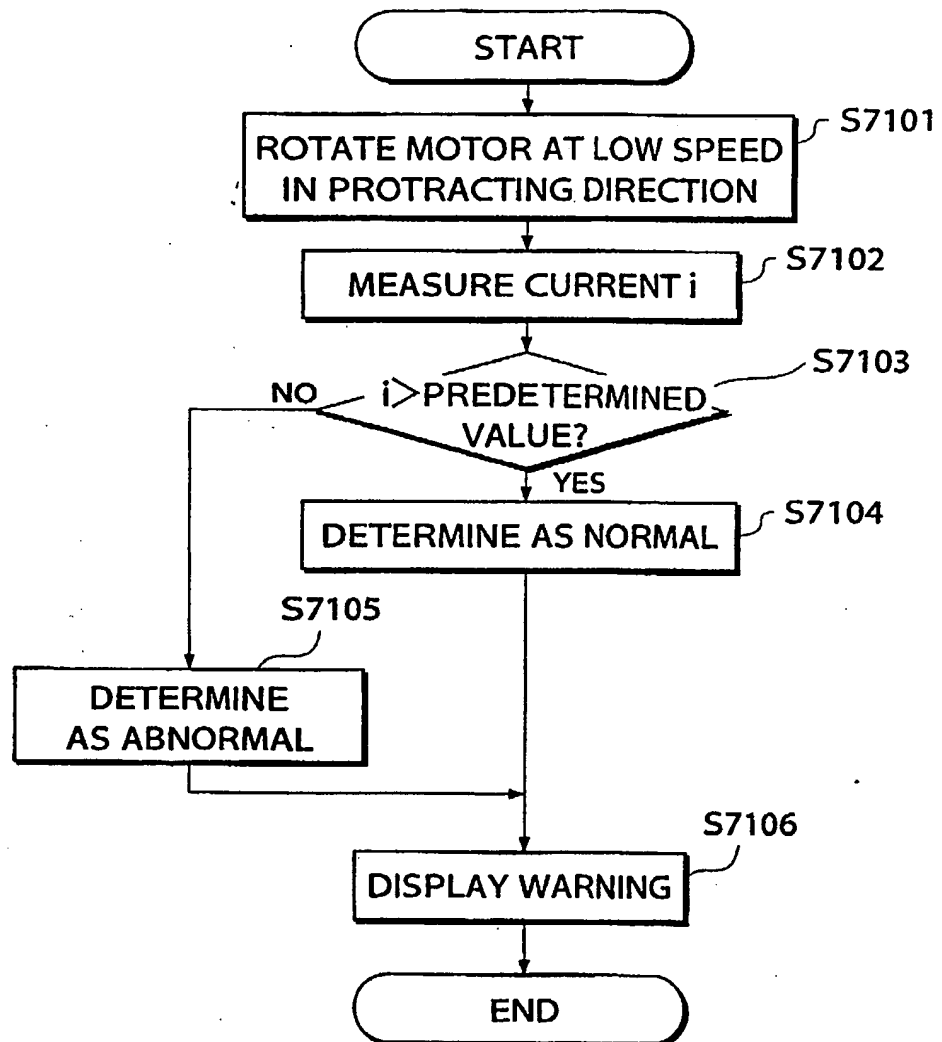 START
S7101
ROTATE MOTOR AT LOW SPEED
IN PROTRACTING DIRECTION
S7102
MEASURE CURRENT i
S7103
NO
i>PREDETERMINED
VALUE?
YES
S7104
DETERMINE AS NORMAL
S7105
DETERMINE
AS ABNORMAL
S7106
DISPLAY WARNING
END